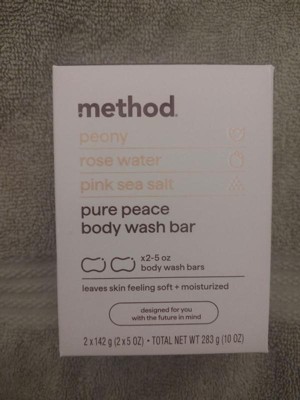 method.
peony
rose water
pink sea salt
pure peace
body wash bar
x2-5 oz
body wash bars
leaves skin feeling soft + moisturized
designed for you
with the future in mind
2 x 142 g (2 x 5 OZ) • TOTAL NET WT 283 g (10 OZ)